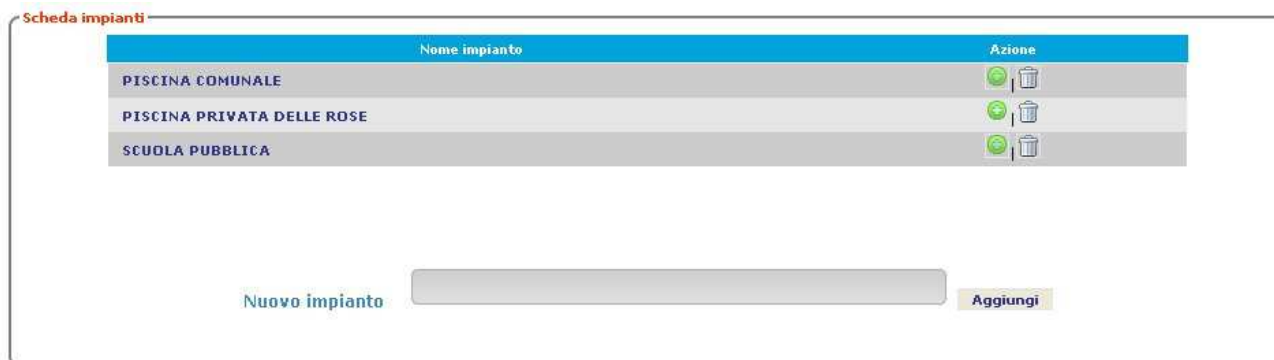 Scheda impianti
Nome impianto Azione
PISCINA COMUNALE
PISCINA PRIVATA DELLE ROSE
SCUOLA PUBBLICA
Nuovo impianto Aggiungi